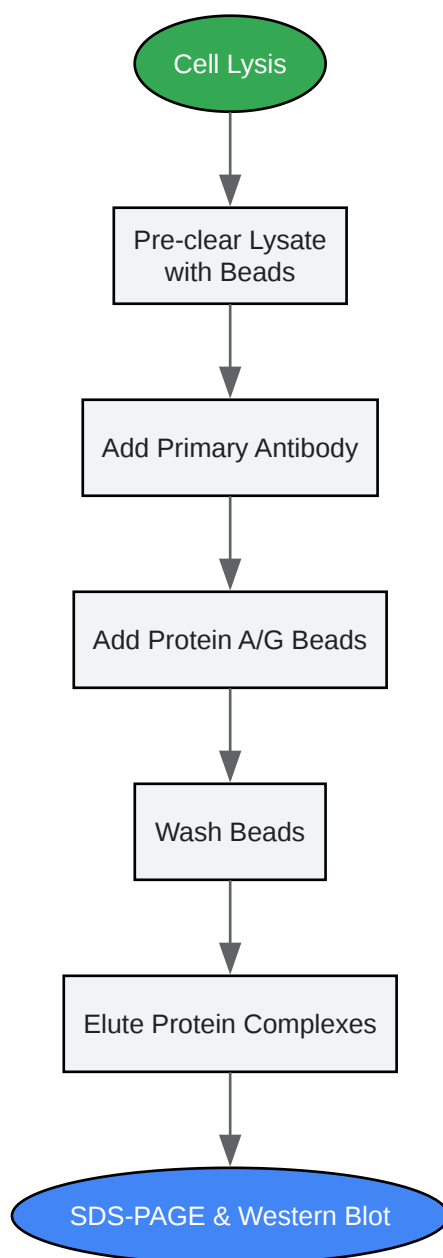 Cell Lysis
Pre-clear Lysate
with Beads
Add Primary Antibody
Add Protein A/G Beads
Wash Beads
Elute Protein Complexes
SDS-PAGE & Western Blot